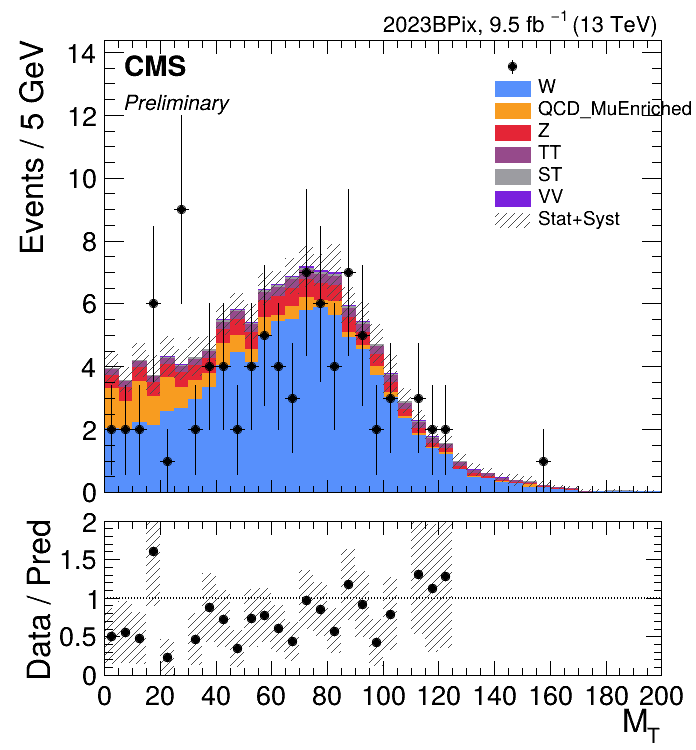 2023BPix, 9.5 fb⁻¹ (13 TeV)
CMS
Preliminary
W
QCD_MuEnriched
Z
TT
ST
VV
Stat+Syst
Events / 5 GeV
14
12
10
8
6
4
2
0
Data / Pred
2
1.5
1
0.5
0
0 20 40 60 80 100 120 140 160 180 200
M_T